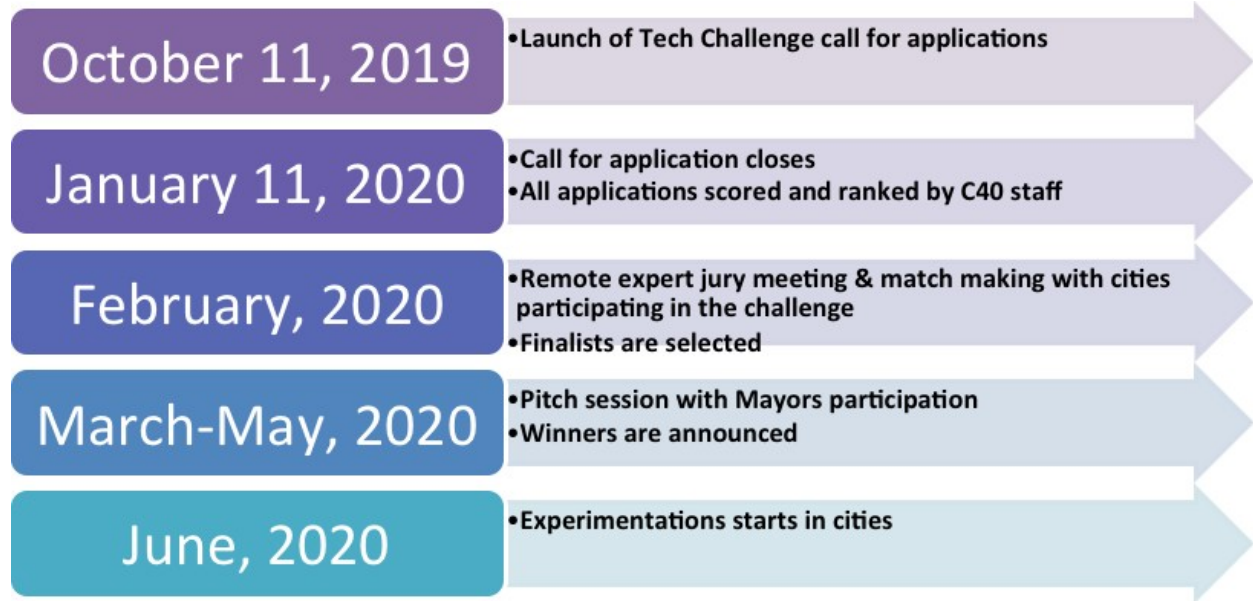 October 11, 2019
•Launch of Tech Challenge call for applications
January 11, 2020
•Call for application closes
•All applications scored and ranked by C40 staff
February, 2020
•Remote expert jury meeting & match making with cities
participating in the challenge
•Finalists are selected
March-May, 2020
•Pitch session with Mayors participation
•Winners are announced
June, 2020
•Experimentations starts in cities